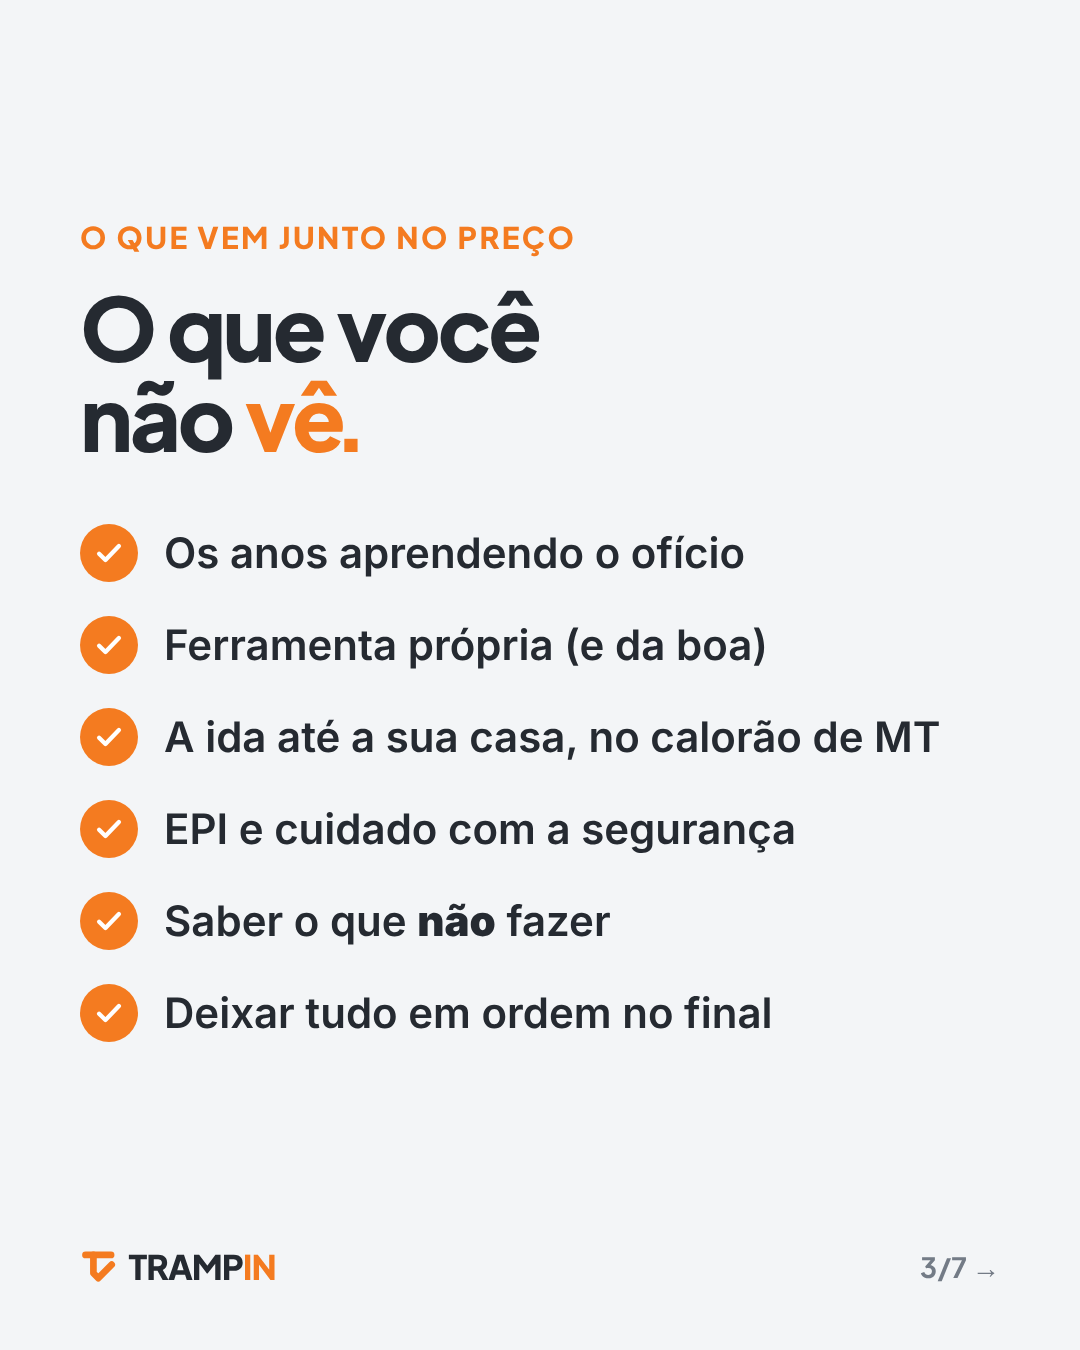 O QUE VEM JUNTO NO PREÇO
O que você
não vê.
Os anos aprendendo o ofício
Ferramenta própria (e da boa)
A ida até a sua casa, no calorão de MT
EPI e cuidado com a segurança
Saber o que não fazer
Deixar tudo em ordem no final
TRAMPIN
3/7 →